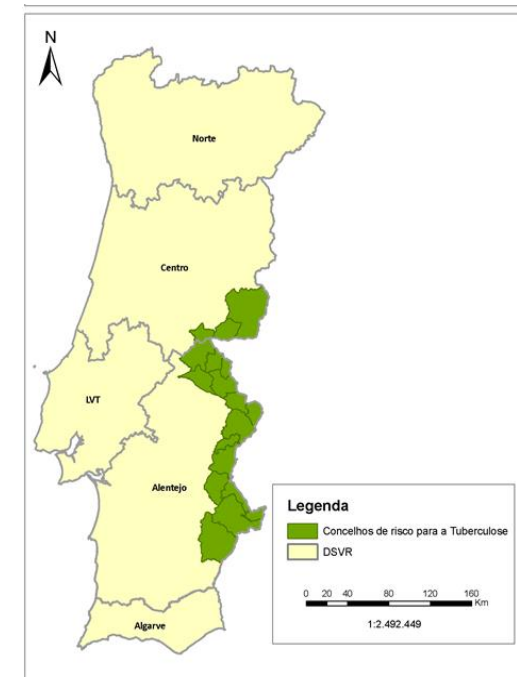 N
Norte
Centro
LVT
Alentejo
Algarve
Legenda
Concelhos de risco para a Tuberculose
DSVR
0 20 40 80 120 160
Km
1:2.492.449